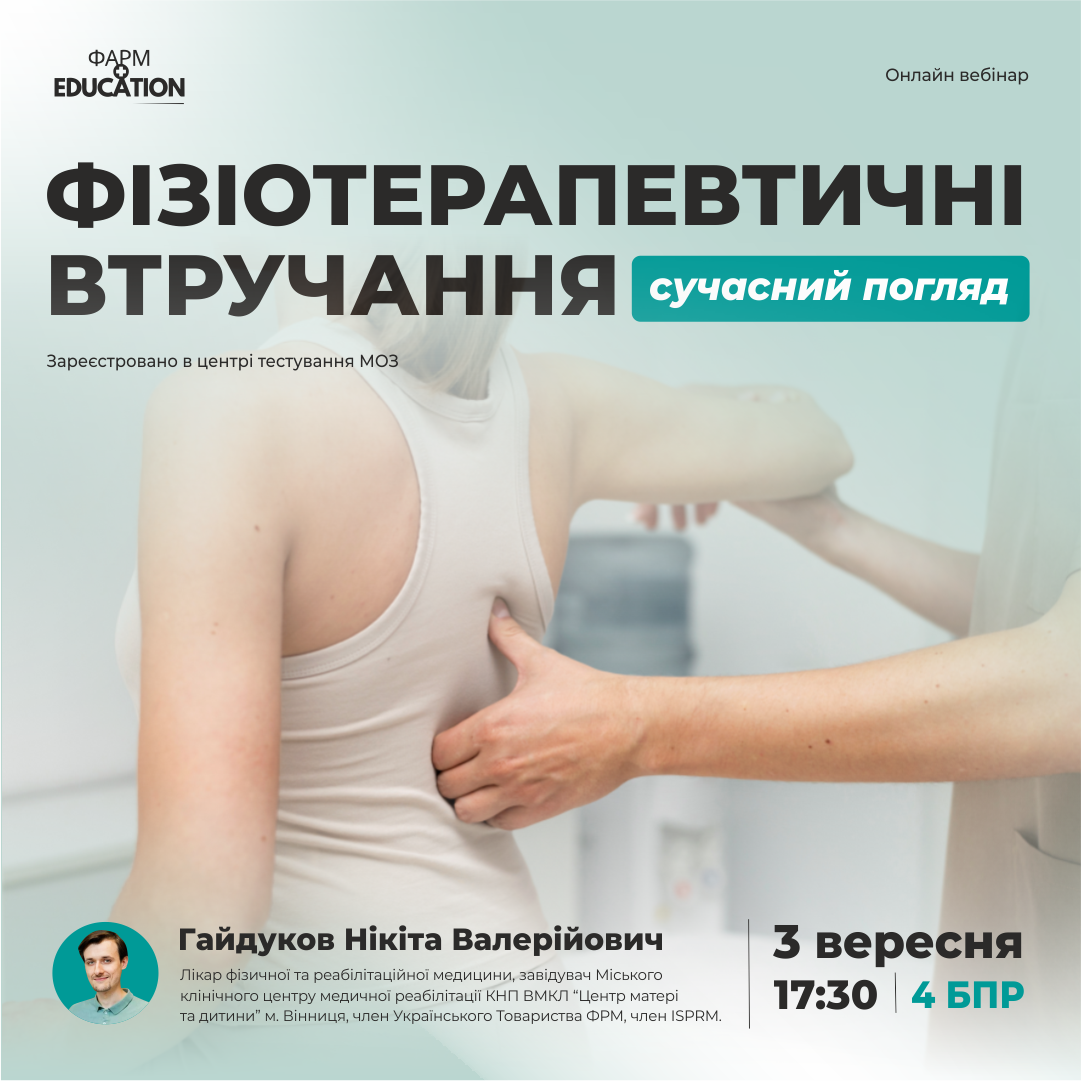 ФАРМ
EDUCATION
Онлайн вебінар
ФІЗІОТЕРАПЕВТИЧНІ
ВТРУЧАННЯ сучасний погляд
Зареєстровано в центрі тестування МОЗ
Гайдуков Нікіта Валерійович
Лікар фізичної та реабілітаційної медицини, завідувач Міського
клінічного центру медичної реабілітації КНП ВМКЛ “Центр матері
та дитини” м. Вінниця, член Українського Товариства ФРМ, член ISPRM.
3 вересня
17:30 | 4 БПР